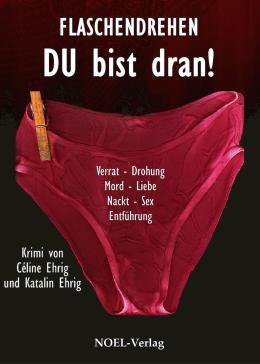 FLASCHENDREHEN
DU bist dran!
Verrat - Drohung
Mord - Liebe
Nackt - Sex
Entführung
Krimi von
Céline Ehrig
und Katalin Ehrig
NOEL-Verlag